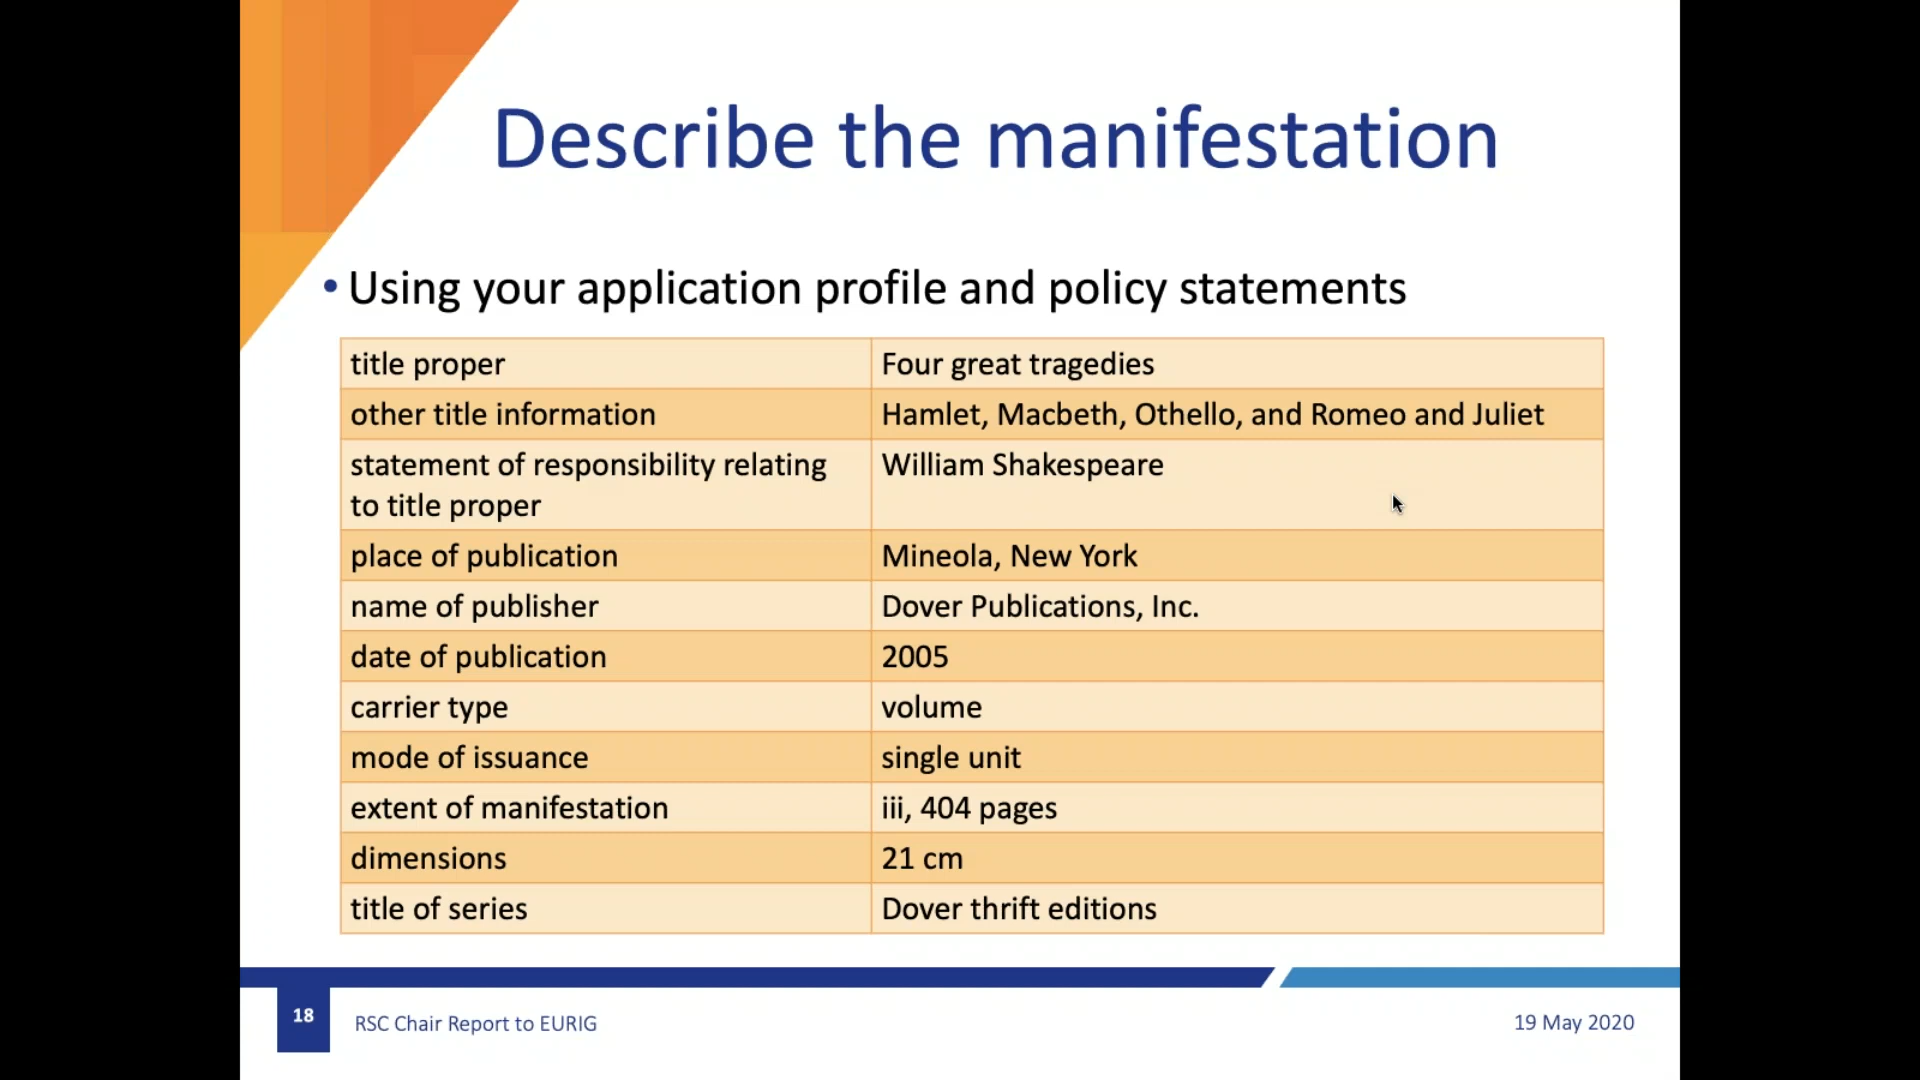 Describe the manifestation
• Using your application profile and policy statements
title proper Four great tragedies
other title information Hamlet, Macbeth, Othello, and Romeo and Juliet
statement of responsibility relating William Shakespeare
to title proper
place of publication Mineola, New York
name of publisher Dover Publications, Inc.
date of publication 2005
carrier type volume
mode of issuance single unit
extent of manifestation iii, 404 pages
dimensions 21 cm
title of series Dover thrift editions
18 RSC Chair Report to EURIG 19 May 2020